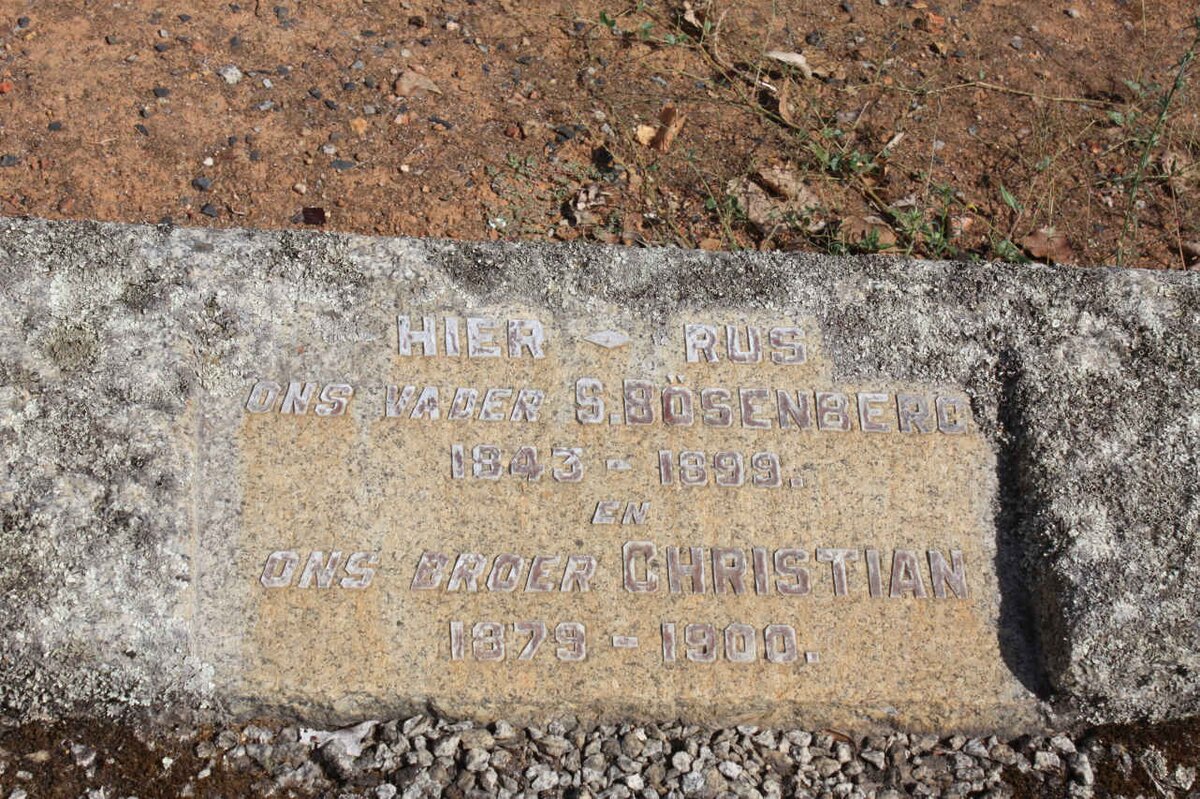 HIER RUS
ONS VADER S. BÖSENBERG
1843 - 1899.
EN
ONS BROER CHRISTIAN
1879 - 1900.